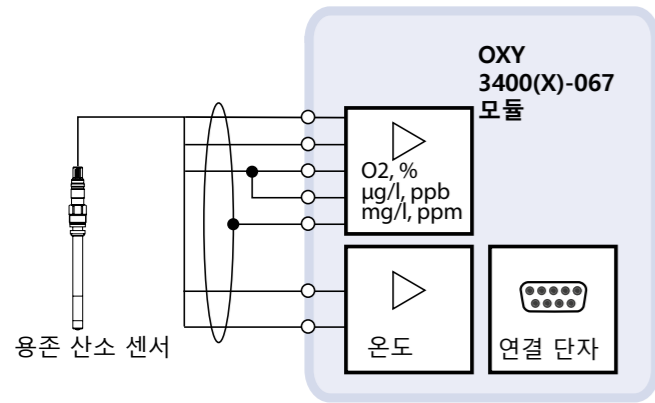 OXY
3400(X)-067
모듈
O2, %
µg/l, ppb
mg/l, ppm
용존 산소 센서
온도
연결 단자